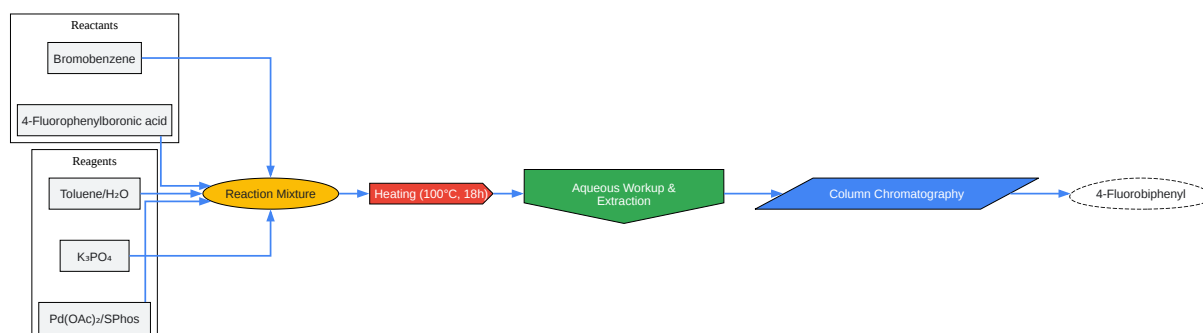 Reactants
Bromobenzene
4-Fluorophenylboronic acid
Reagents
Toluene/H₂O
K₃PO₄
Pd(OAc)₂/SPhos
Reaction Mixture
Heating (100°C, 18h)
Aqueous Workup &
Extraction
Column Chromatography
4-Fluorobiphenyl